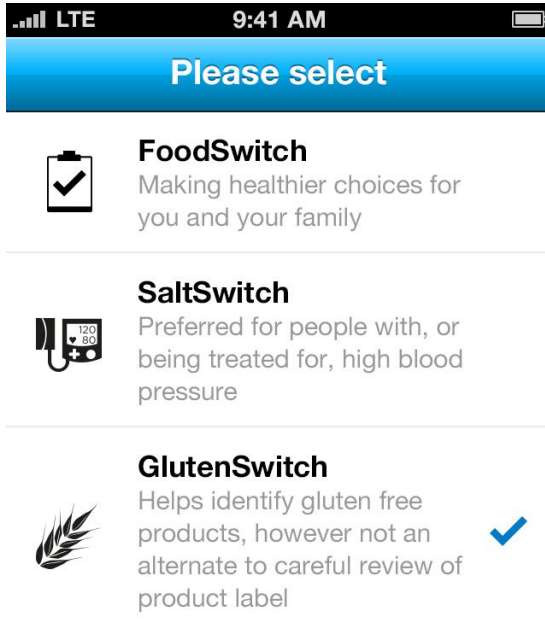 LTE 9:41 AM
Please select
FoodSwitch
Making healthier choices for
you and your family
SaltSwitch
120
80
Preferred for people with, or
being treated for, high blood
pressure
GlutenSwitch
Helps identify gluten free
products, however not an
alternate to careful review of
product label